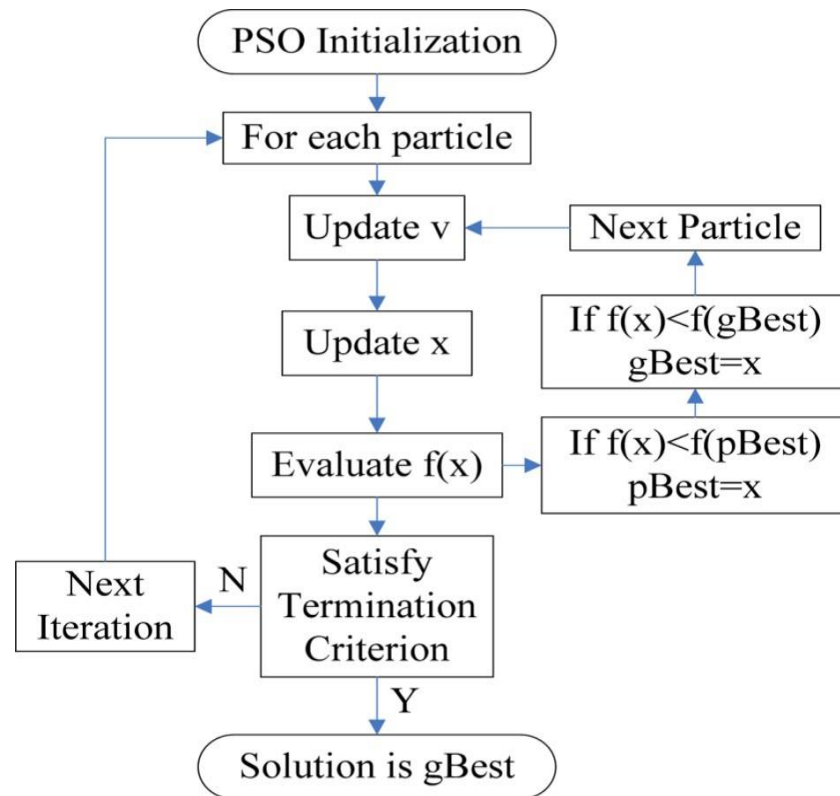 PSO Initialization
For each particle
Update v
Next Particle
Update x
If f(x)<f(gBest)
gBest=x
Evaluate f(x)
If f(x)<f(pBest)
pBest=x
Satisfy
Termination
Criterion
N
Next
Iteration
Y
Solution is gBest